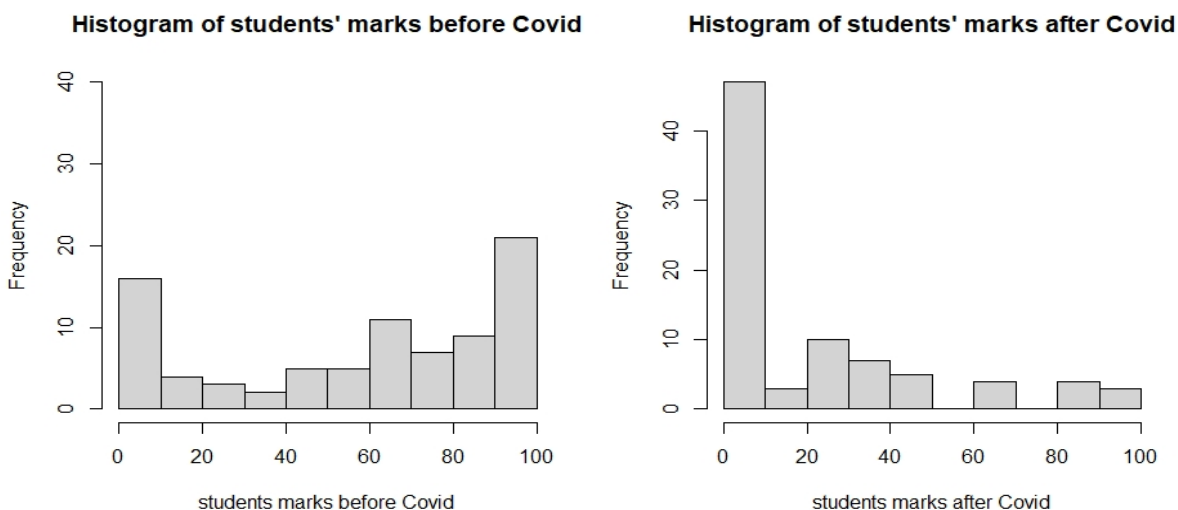 Histogram of students' marks before Covid
40
30
20
10
0
Frequency
0 20 40 60 80 100
students marks before Covid
Histogram of students' marks after Covid
40
30
20
10
0
Frequency
0 20 40 60 80 100
students marks after Covid